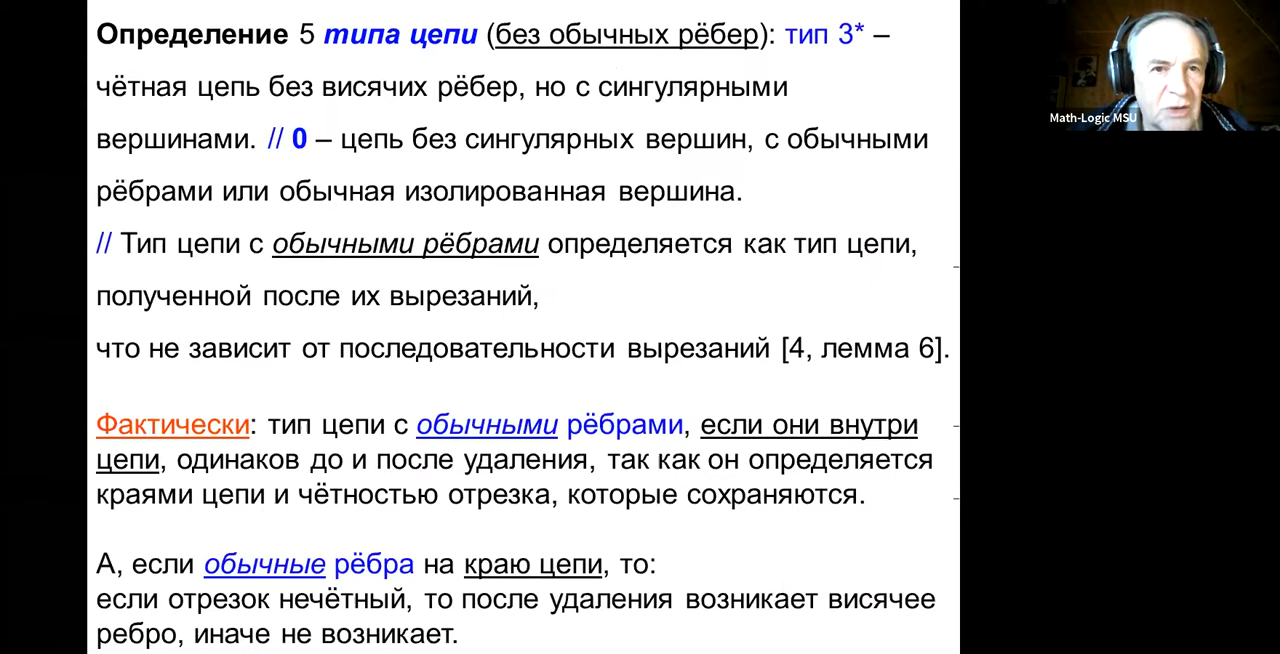 Определение 5 типа цепи (без обычных рёбер): тип 3* –
чётная цепь без висячих рёбер, но с сингулярными
вершинами. // 0 – цепь без сингулярных вершин, с обычными
рёбрами или обычная изолированная вершина.
// Тип цепи с обычными рёбрами определяется как тип цепи,
полученной после их вырезаний,
что не зависит от последовательности вырезаний [4, лемма 6].
Фактически: тип цепи с обычными рёбрами, если они внутри
цепи, одинаков до и после удаления, так как он определяется
краями цепи и чётностью отрезка, которые сохраняются.
А, если обычные рёбра на краю цепи, то:
если отрезок нечётный, то после удаления возникает висячее
ребро, иначе не возникает.
Math-Logic MSU